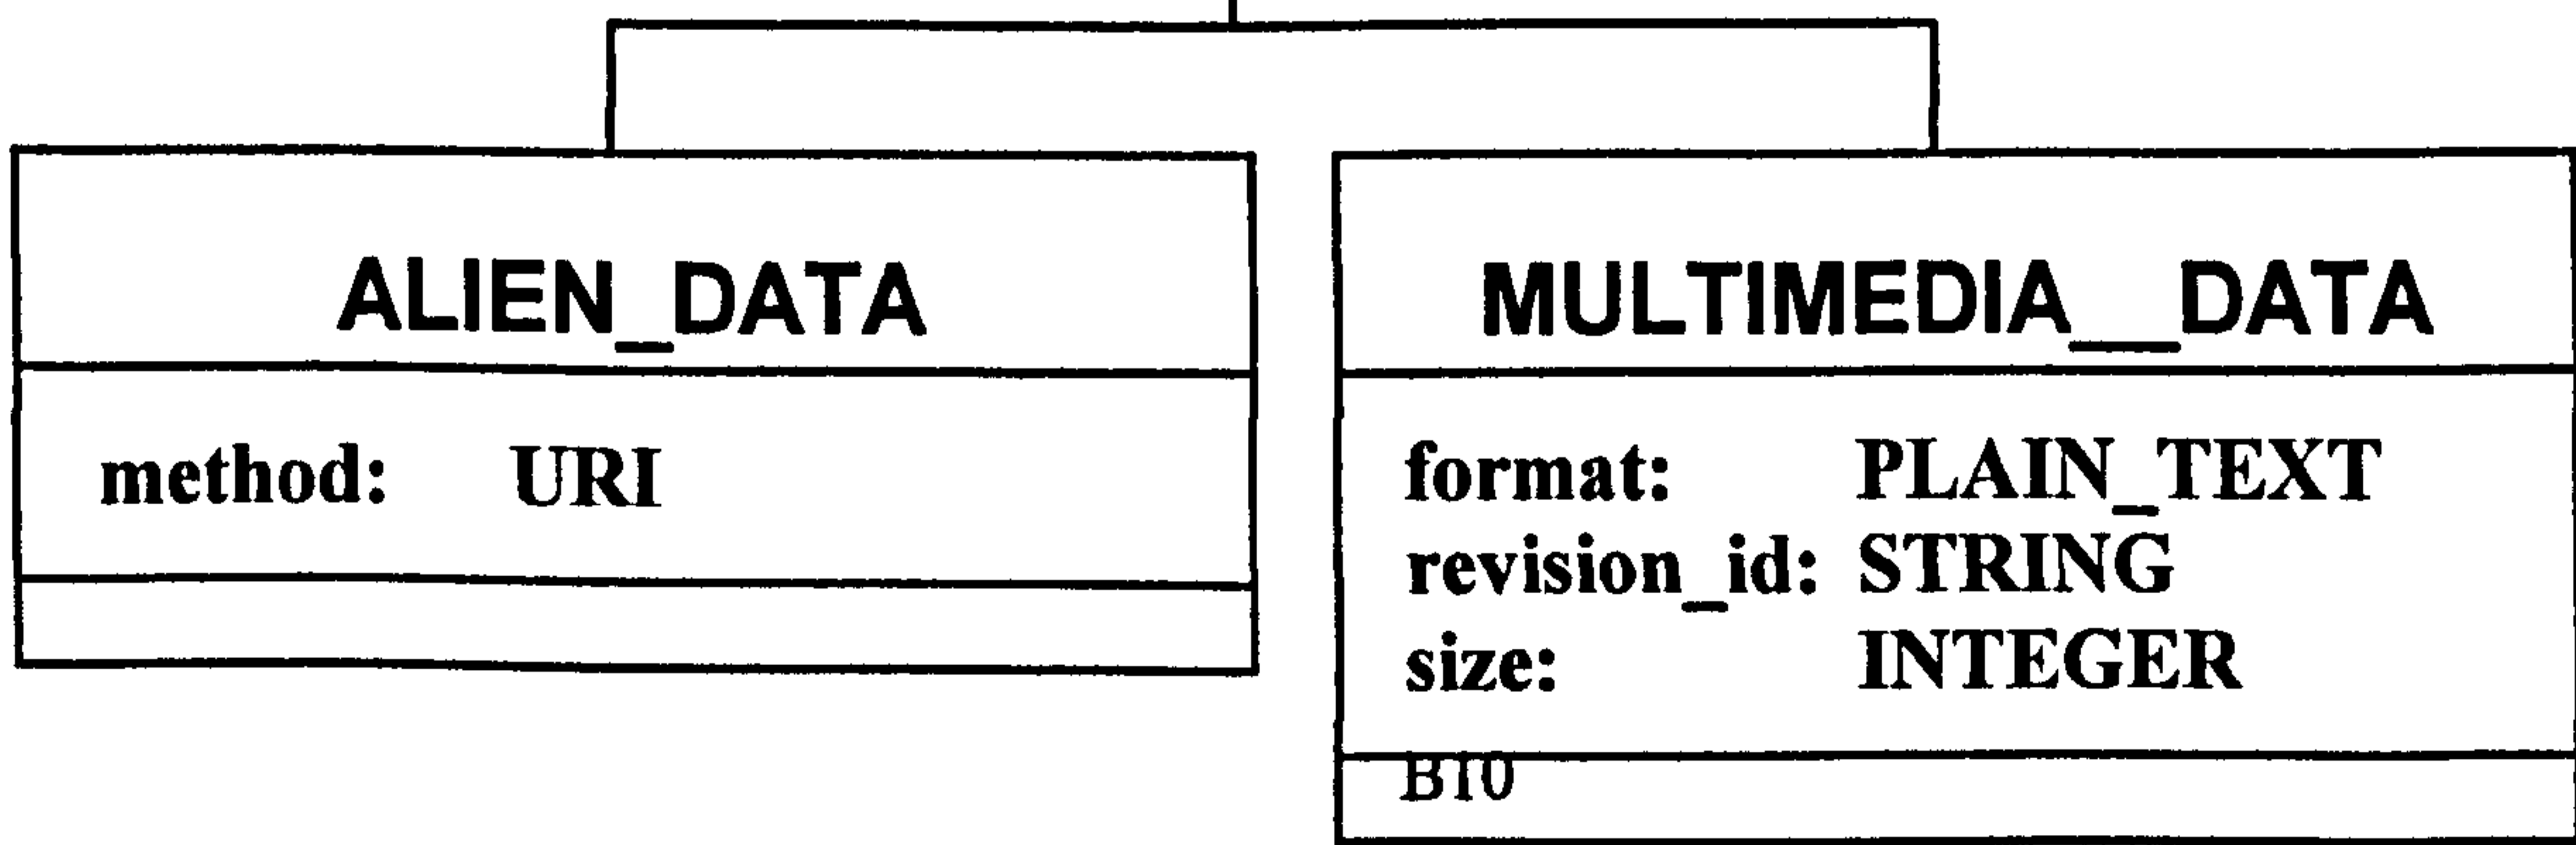 ALIEN_DATA
method: URI
MULTIMEDIA__DATA
format: PLAIN_TEXT
revision_id: STRING
size: INTEGER
B10